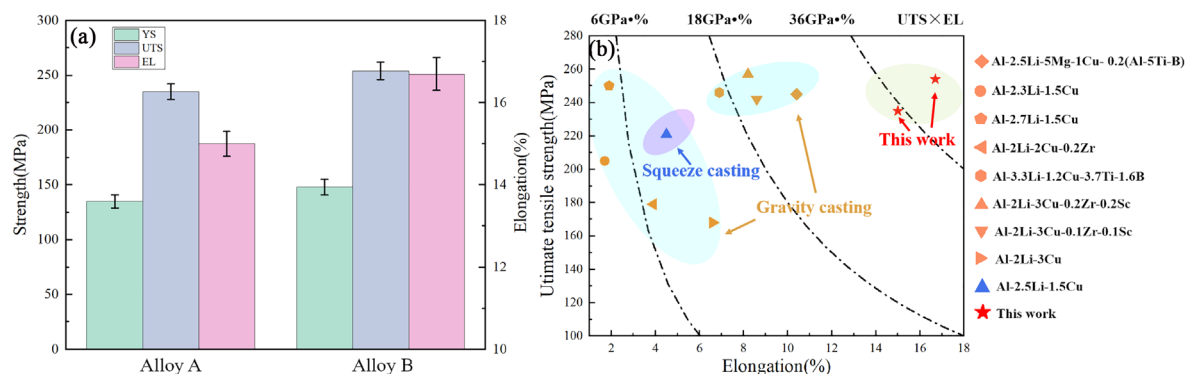 (a)
YS
UTS
EL
300
250
200
150
100
50
0
Strength(MPa)
18
16
14
12
10
Elongation(%)
Alloy A
Alloy B
6GPa•%
18GPa•%
36GPa•%
UTS×EL
(b)
280
260
240
220
200
180
160
140
120
100
Utimate tensile strength(MPa)
This work
Squeeze casting
Gravity casting
2
4
6
8
10
12
14
16
18
Elongation(%)
Al-2.5Li-5Mg-1Cu- 0.2(Al-5Ti-B)
Al-2.3Li-1.5Cu
Al-2.7Li-1.5Cu
Al-2Li-2Cu-0.2Zr
Al-3.3Li-1.2Cu-3.7Ti-1.6B
Al-2Li-3Cu-0.2Zr-0.2Sc
Al-2Li-3Cu-0.1Zr-0.1Sc
Al-2Li-3Cu
Al-2.5Li-1.5Cu
This work